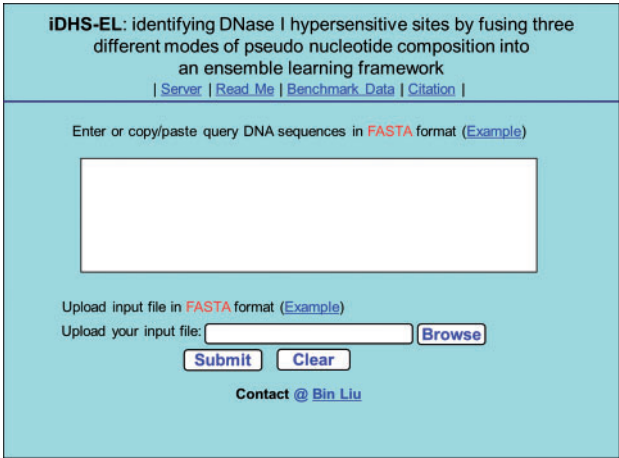 iDHS-EL: identifying DNase I hypersensitive sites by fusing three
different modes of pseudo nucleotide composition into
an ensemble learning framework
| Server | Read Me | Benchmark Data | Citation |
Enter or copy/paste query DNA sequences in FASTA format (Example)
Upload input file in FASTA format (Example)
Upload your input file: Browse
Submit Clear
Contact @ Bin Liu